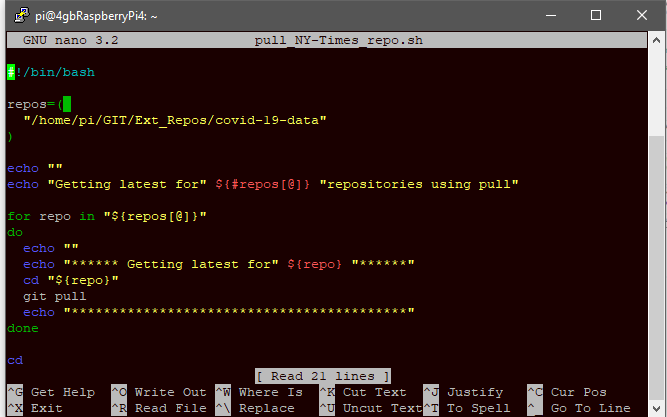 pi@4gbRaspberryPi4: ~
GNU nano 3.2 pull_NY-Times_repo.sh
#!/bin/bash
repos=(
"/home/pi/GIT/Ext_Repos/covid-19-data"
)
echo ""
echo "Getting latest for" ${#repos[@]} "repositories using pull"
for repo in "${repos[@]}"
do
echo ""
echo "****** Getting latest for" ${repo} "******"
cd "${repo}"
git pull
echo "******************************************"
done
cd
[ Read 21 lines ]
^G Get Help ^O Write Out ^W Where Is ^K Cut Text ^J Justify ^C Cur Pos
^X Exit ^R Read File ^\ Replace ^U Uncut Text ^T To Spell ^_ Go To Line